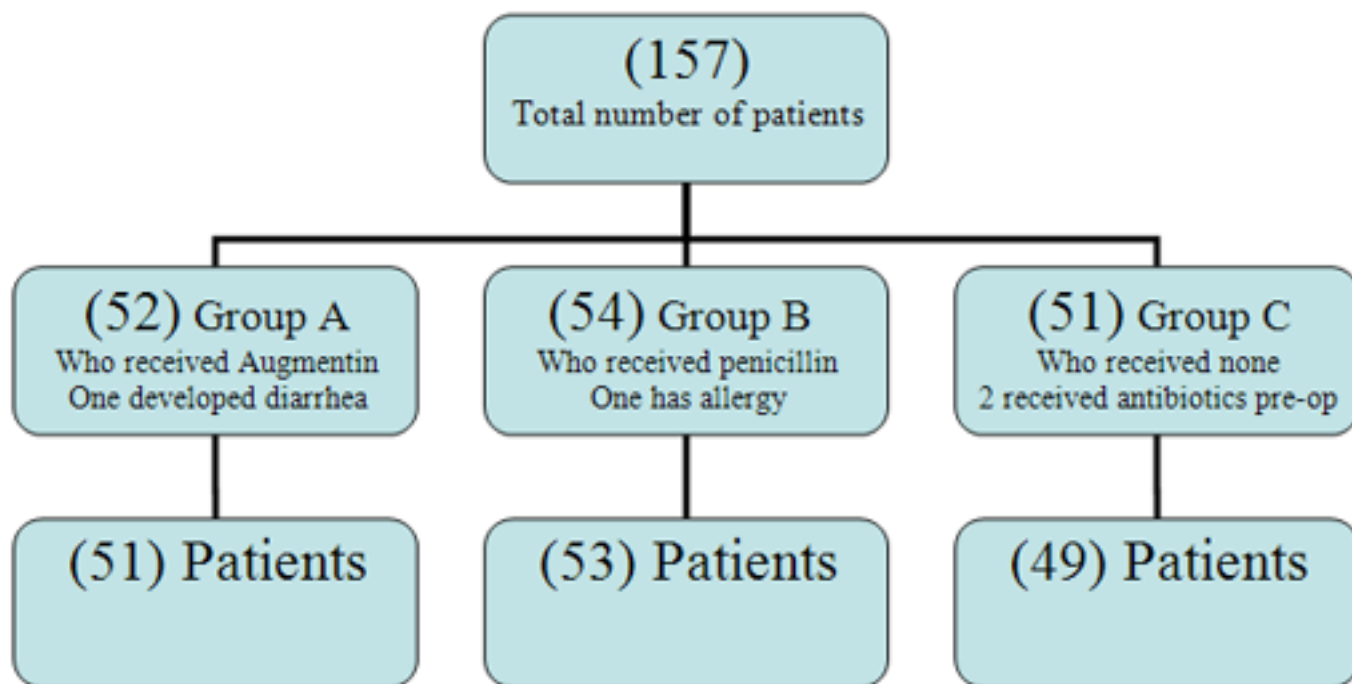 (157)
Total number of patients
(52) Group A
Who received Augmentin
One developed diarrhea
(54) Group B
Who received penicillin
One has allergy
(51) Group C
Who received none
2 received antibiotics pre-op
(51) Patients
(53) Patients
(49) Patients